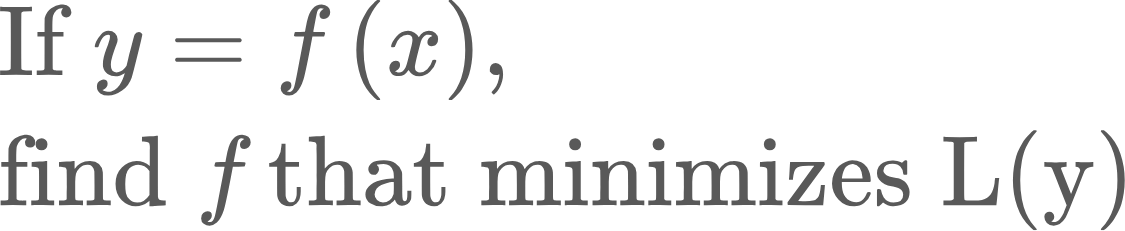 If y = f (x),
find f that minimizes L(y)